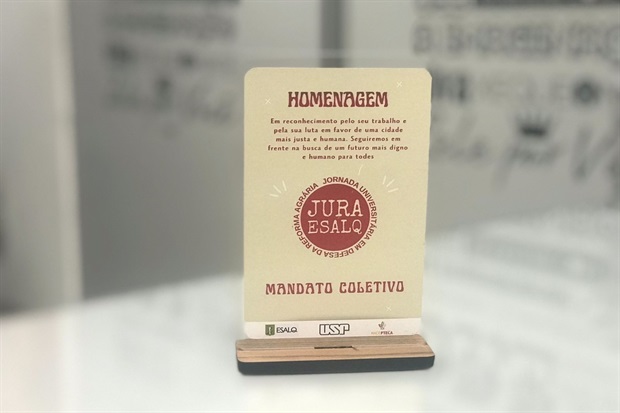 HOMENAGEM
Em reconhecimento pelo seu trabalho e
pela sua luta em favor de uma cidade
mais justa e humana. Seguiremos em
frente na busca de um futuro mais digno
e humano para todes
JORNADA UNIVERSITÁRIA EM DEFESA DA REFORMA AGRÁRIA
JURA
ESALQ
MANDATO COLETIVO
ESALQ USP